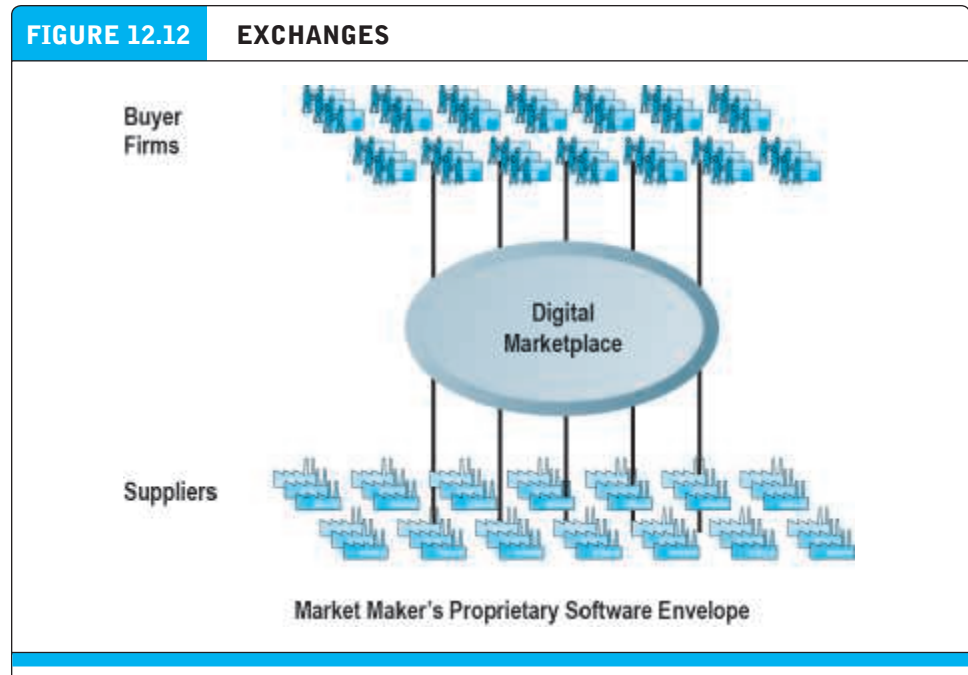 FIGURE 12.12 EXCHANGES
Buyer
Firms
Digital
Marketplace
Suppliers
Market Maker's Proprietary Software Envelope